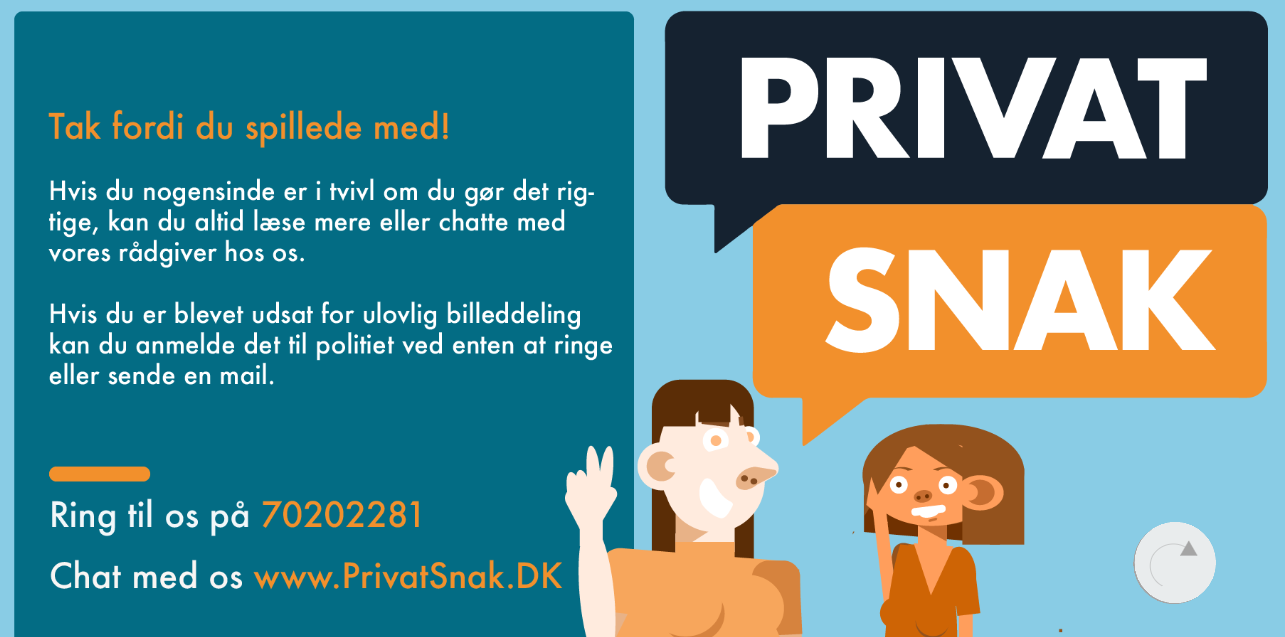 Tak fordi du spillede med!
Hvis du nogensinde er i tvivl om du gør det rig-
tige, kan du altid læse mere eller chatte med
vores rådgiver hos os.
Hvis du er blevet udsat for ulovlig billeddeling
kan du anmelde det til politiet ved enten at ringe
eller sende en mail.
Ring til os på 70202281
Chat med os www.PrivatSnak.DK
PRIVAT
SNAK